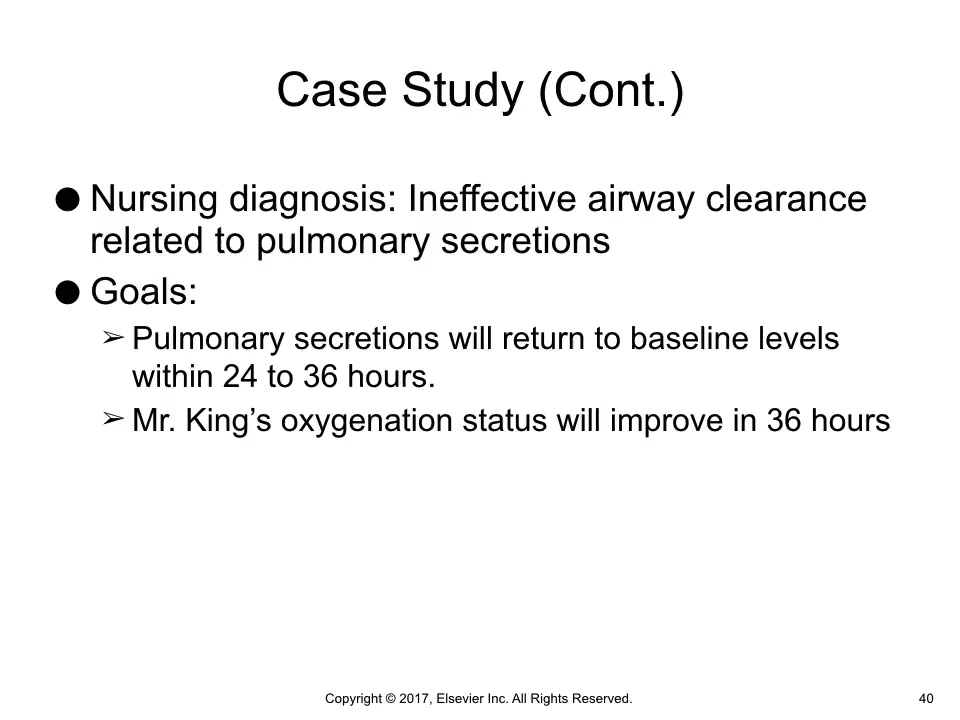 Case Study (Cont.)
● Nursing diagnosis: Ineffective airway clearance
related to pulmonary secretions
● Goals:
➢ Pulmonary secretions will return to baseline levels
within 24 to 36 hours.
➢ Mr. King’s oxygenation status will improve in 36 hours
Copyright © 2017, Elsevier Inc. All Rights Reserved.
40